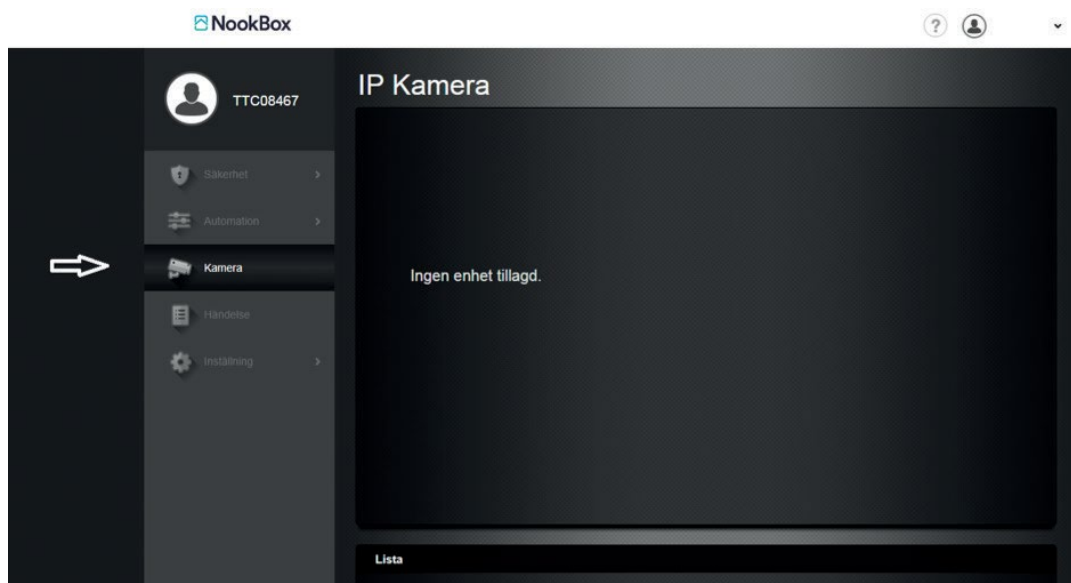 NookBox
?
TTC08467
IP Kamera
Säkerhet
Automation
Kamera
Händelse
Inställning
Ingen enhet tillagd.
Lista